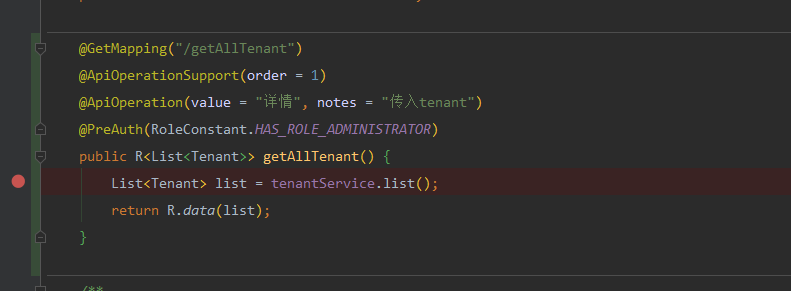 @GetMapping("/getAllTenant")
@ApiOperationSupport(order = 1)
@ApiOperation(value = "详情", notes = "传入tenant")
@PreAuth(RoleConstant.HAS_ROLE_ADMINISTRATOR)
public R<List<Tenant>> getAllTenant() {
List<Tenant> list = tenantService.list();
return R.data(list);
}
/**